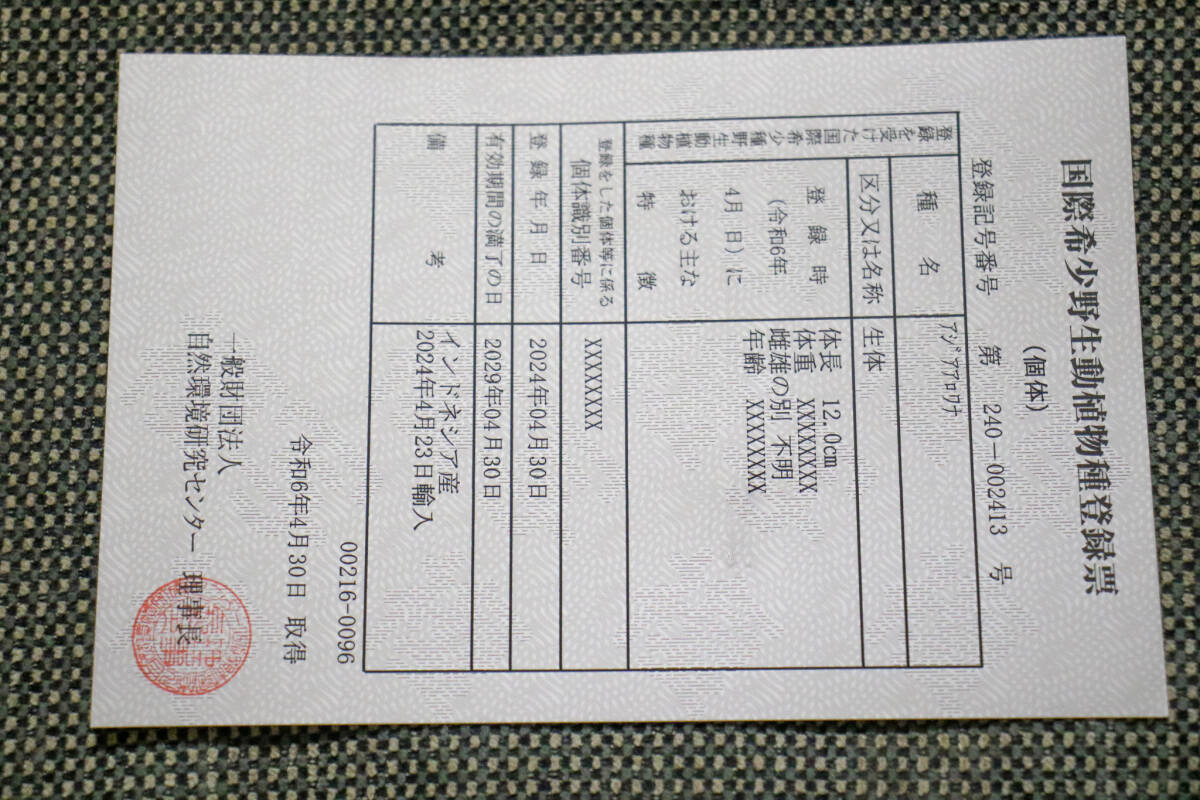 国際希少野生動植物種登録票
(個体)
登録記号番号 第 240－002413 号
登録を受けた国際希少野生動植物種
種名 アジアアロワナ
区分又は名称 生体
登録時
(令和6年
4月 日)に
おける主な
特徴
体長 12.0cm
体重 XXXXXXX
雌雄の別 不明
年齢 XXXXXXX
登録をした個体等に係る
個体識別番号 XXXXXXXX
登録年月日 2024年04月30日
有効期間の満了の日 2029年04月30日
備考
インドネシア産
2024年4月23日輸入
00216-0096
令和6年4月30日 取得
一般財団法人
自然環境研究センター 理事長